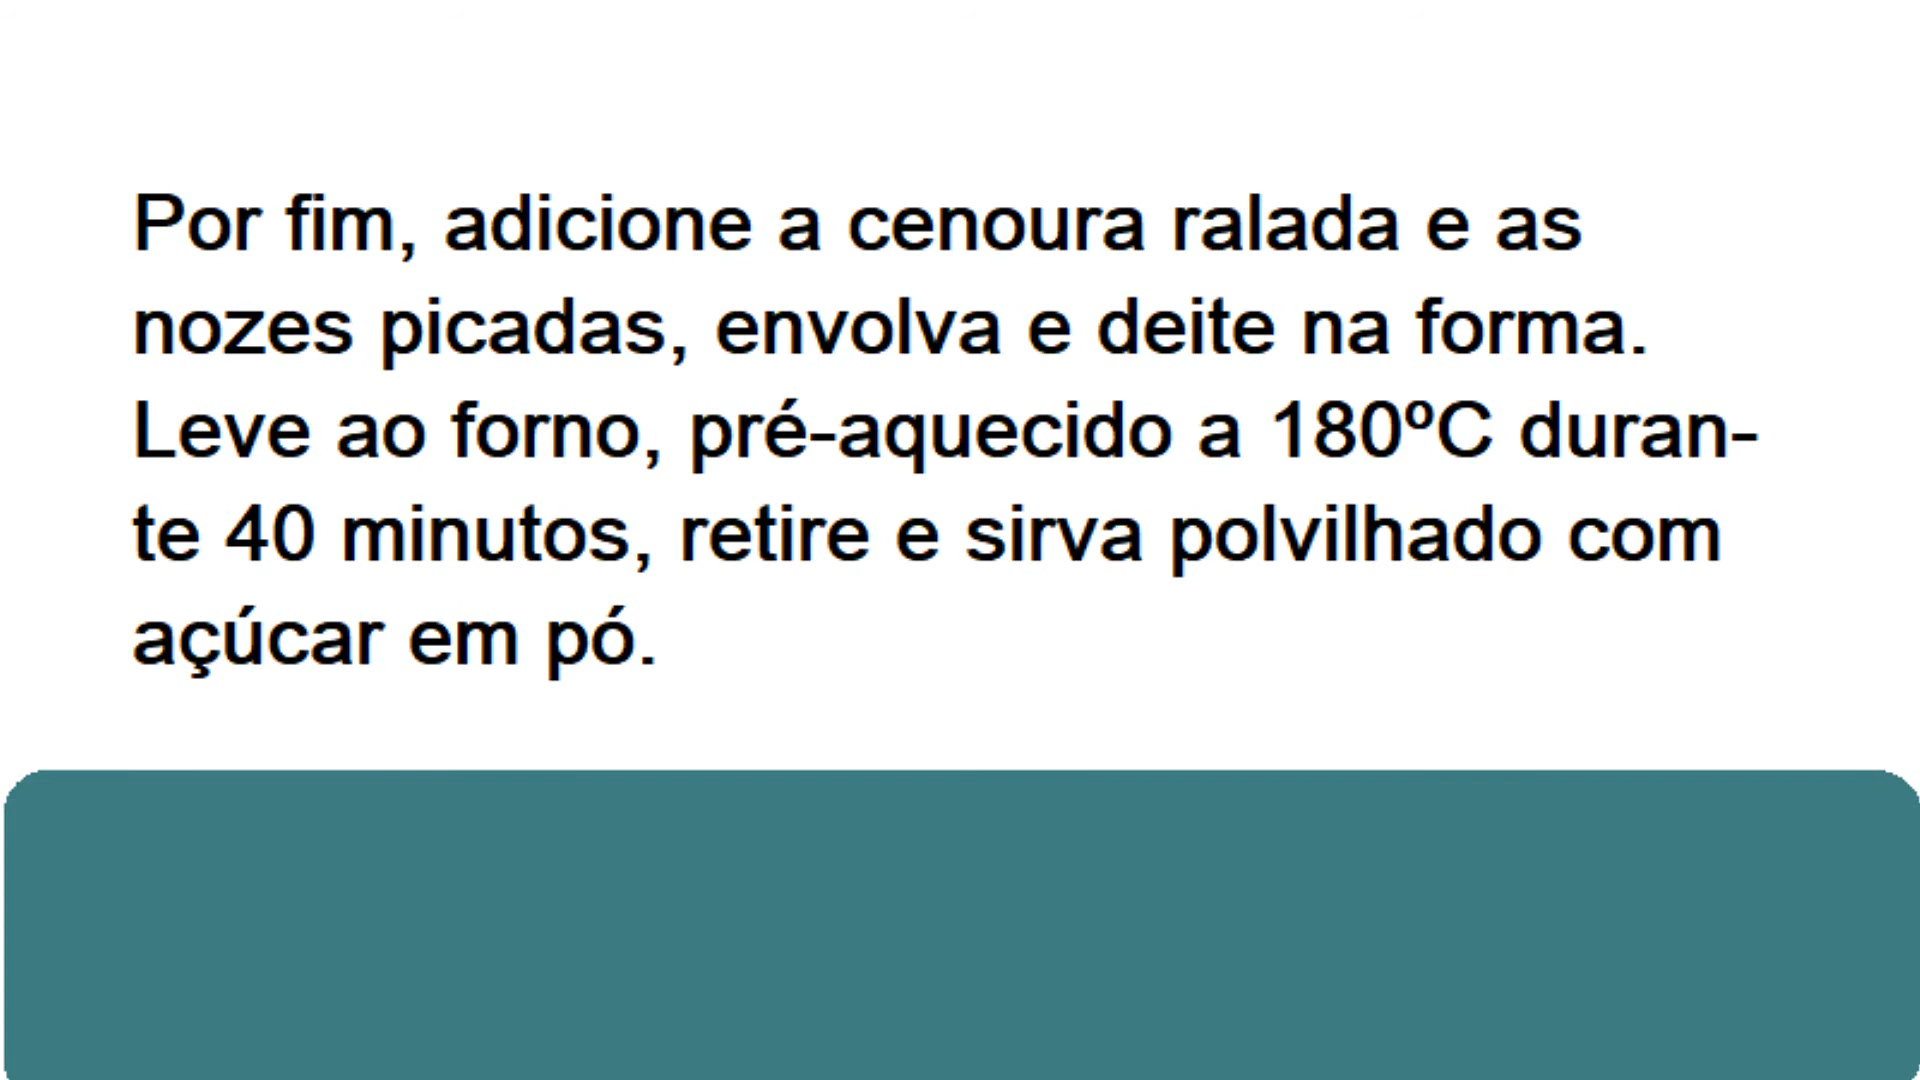 Por fim, adicione a cenoura ralada e as
nozes picadas, envolva e deite na forma.
Leve ao forno, pré-aquecido a 180ºC duran-
te 40 minutos, retire e sirva polvilhado com
açúcar em pó.